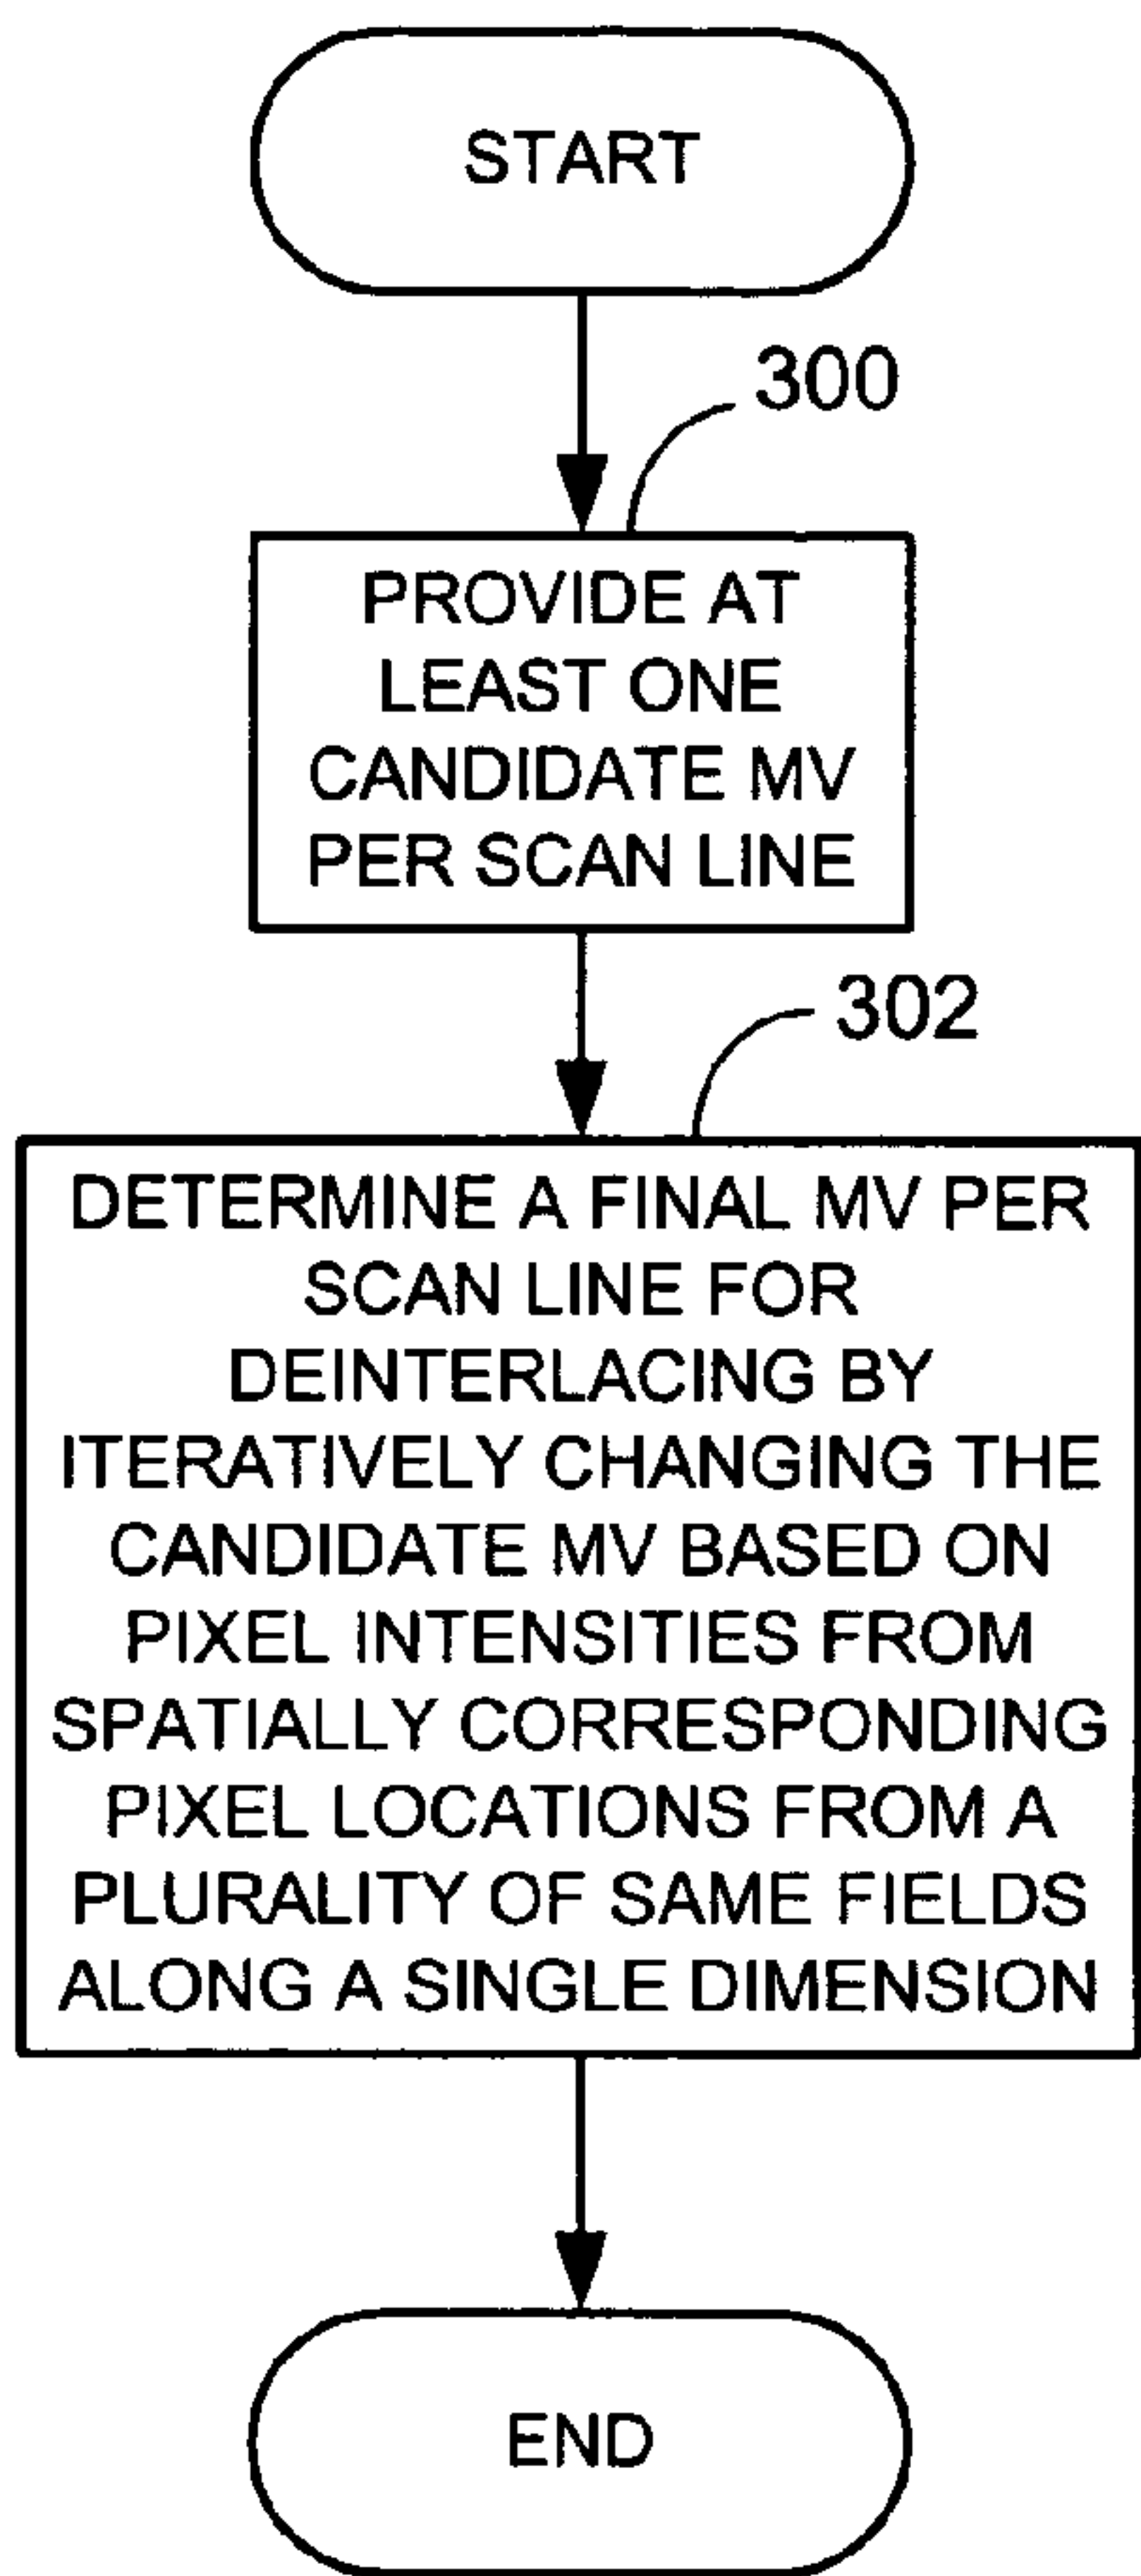 START
300
PROVIDE AT
LEAST ONE
CANDIDATE MV
PER SCAN LINE
302
DETERMINE A FINAL MV PER
SCAN LINE FOR
DEINTERLACING BY
ITERATIVELY CHANGING THE
CANDIDATE MV BASED ON
PIXEL INTENSITIES FROM
SPATIALLY CORRESPONDING
PIXEL LOCATIONS FROM A
PLURALITY OF SAME FIELDS
ALONG A SINGLE DIMENSION
END